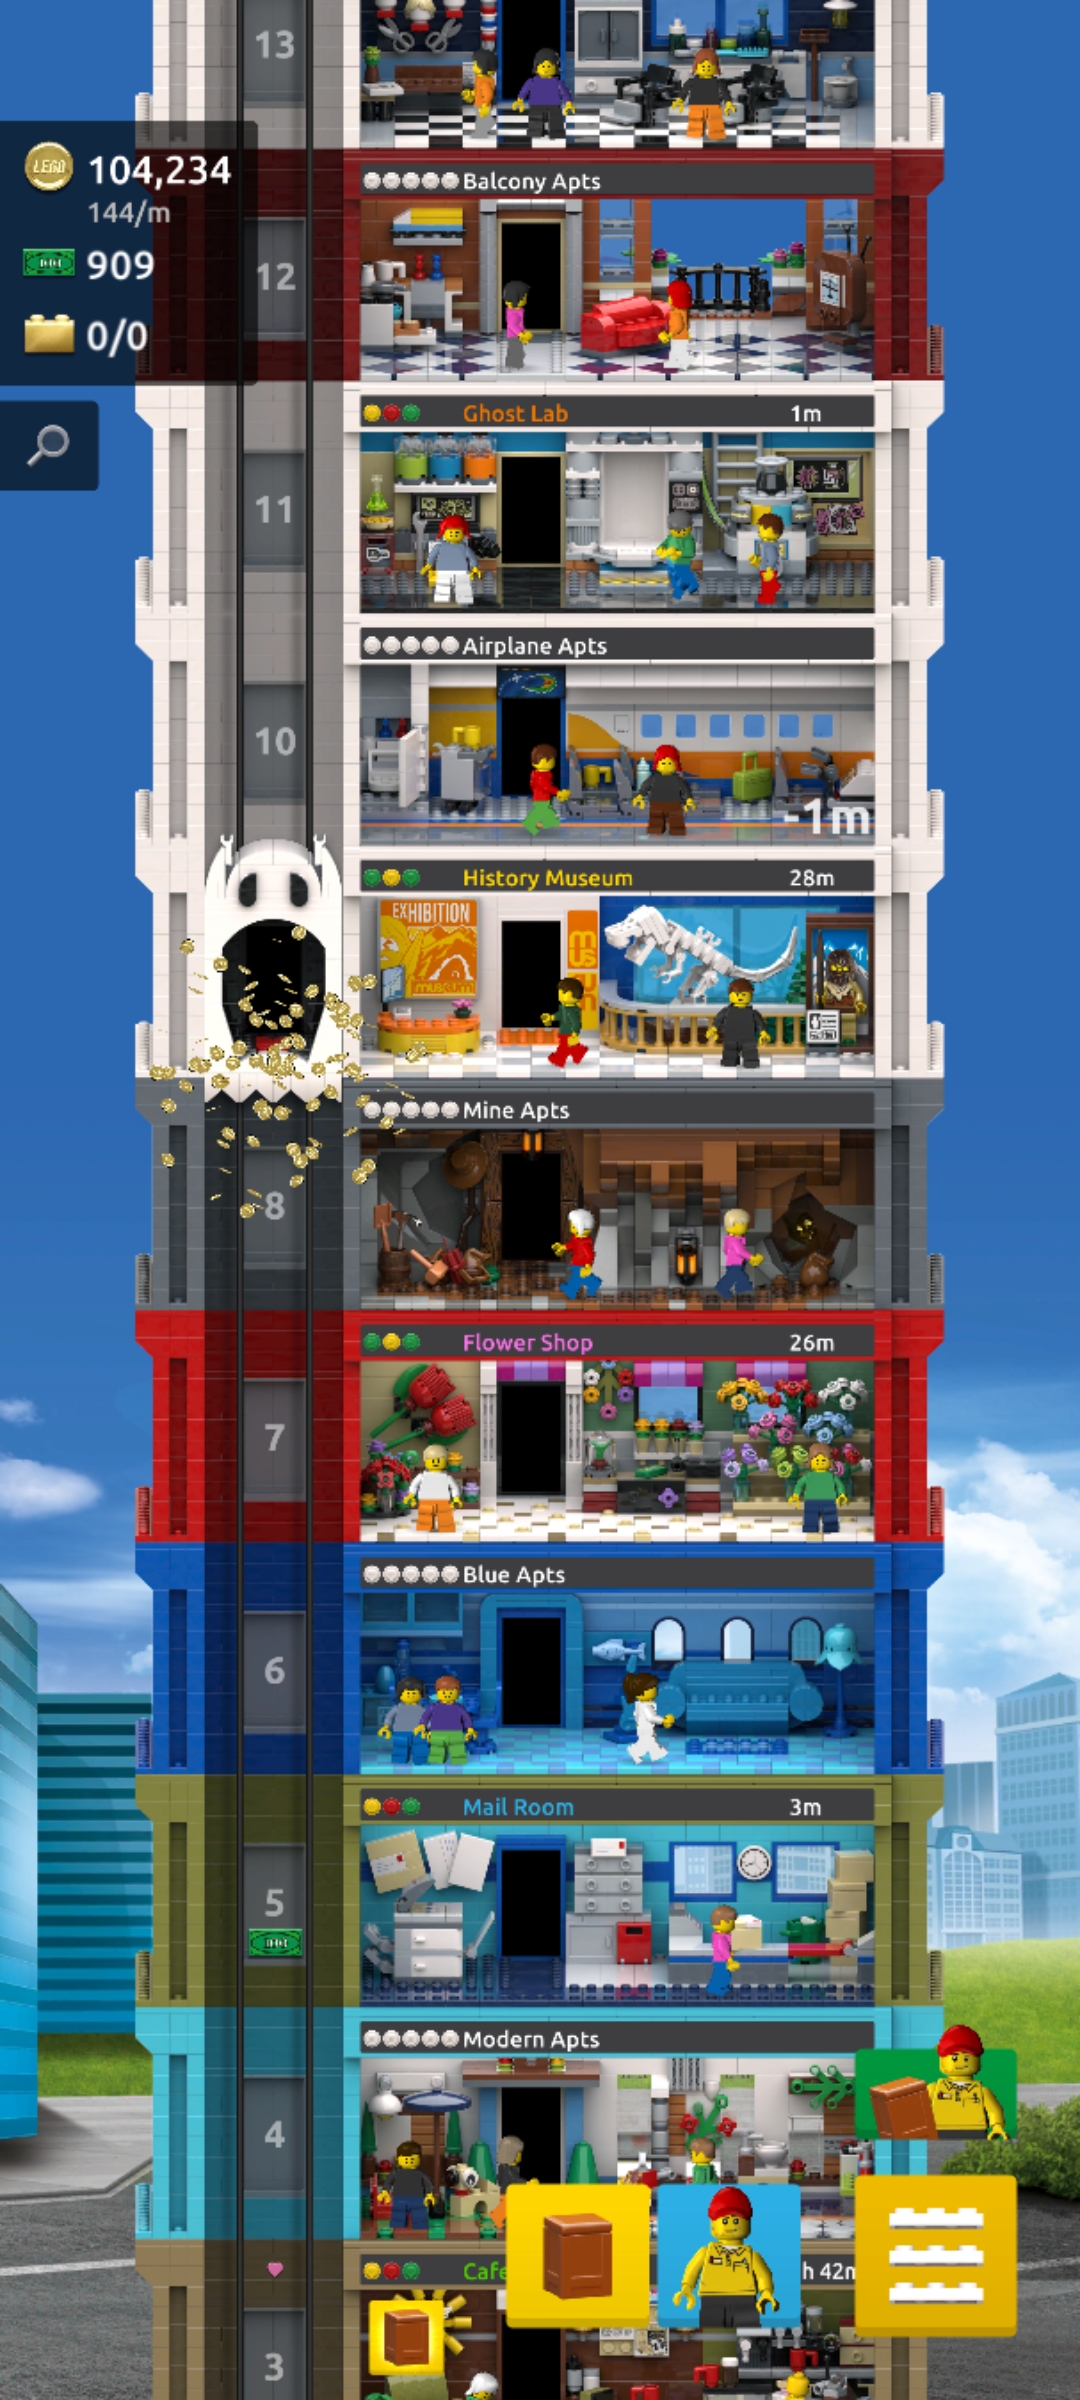 13
LEGO 104,234
144/m
909
0/0
Balcony Apts
12
Ghost Lab 1m
11
Airplane Apts
10
-1m
History Museum 28m
EXHIBITION
museum
Mine Apts
8
Flower Shop 26m
7
Blue Apts
6
Mail Room 3m
5
Modern Apts
4
Cafe h 42m
3